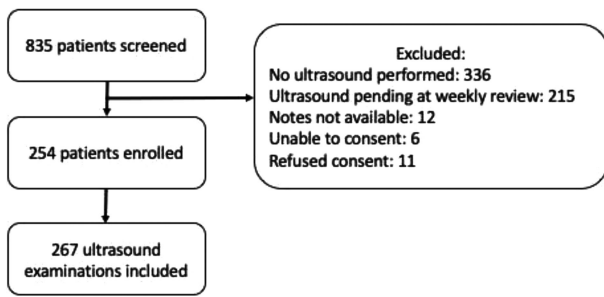 835 patients screened
Excluded:
No ultrasound performed: 336
Ultrasound pending at weekly review: 215
Notes not available: 12
Unable to consent: 6
Refused consent: 11
254 patients enrolled
267 ultrasound
examinations included